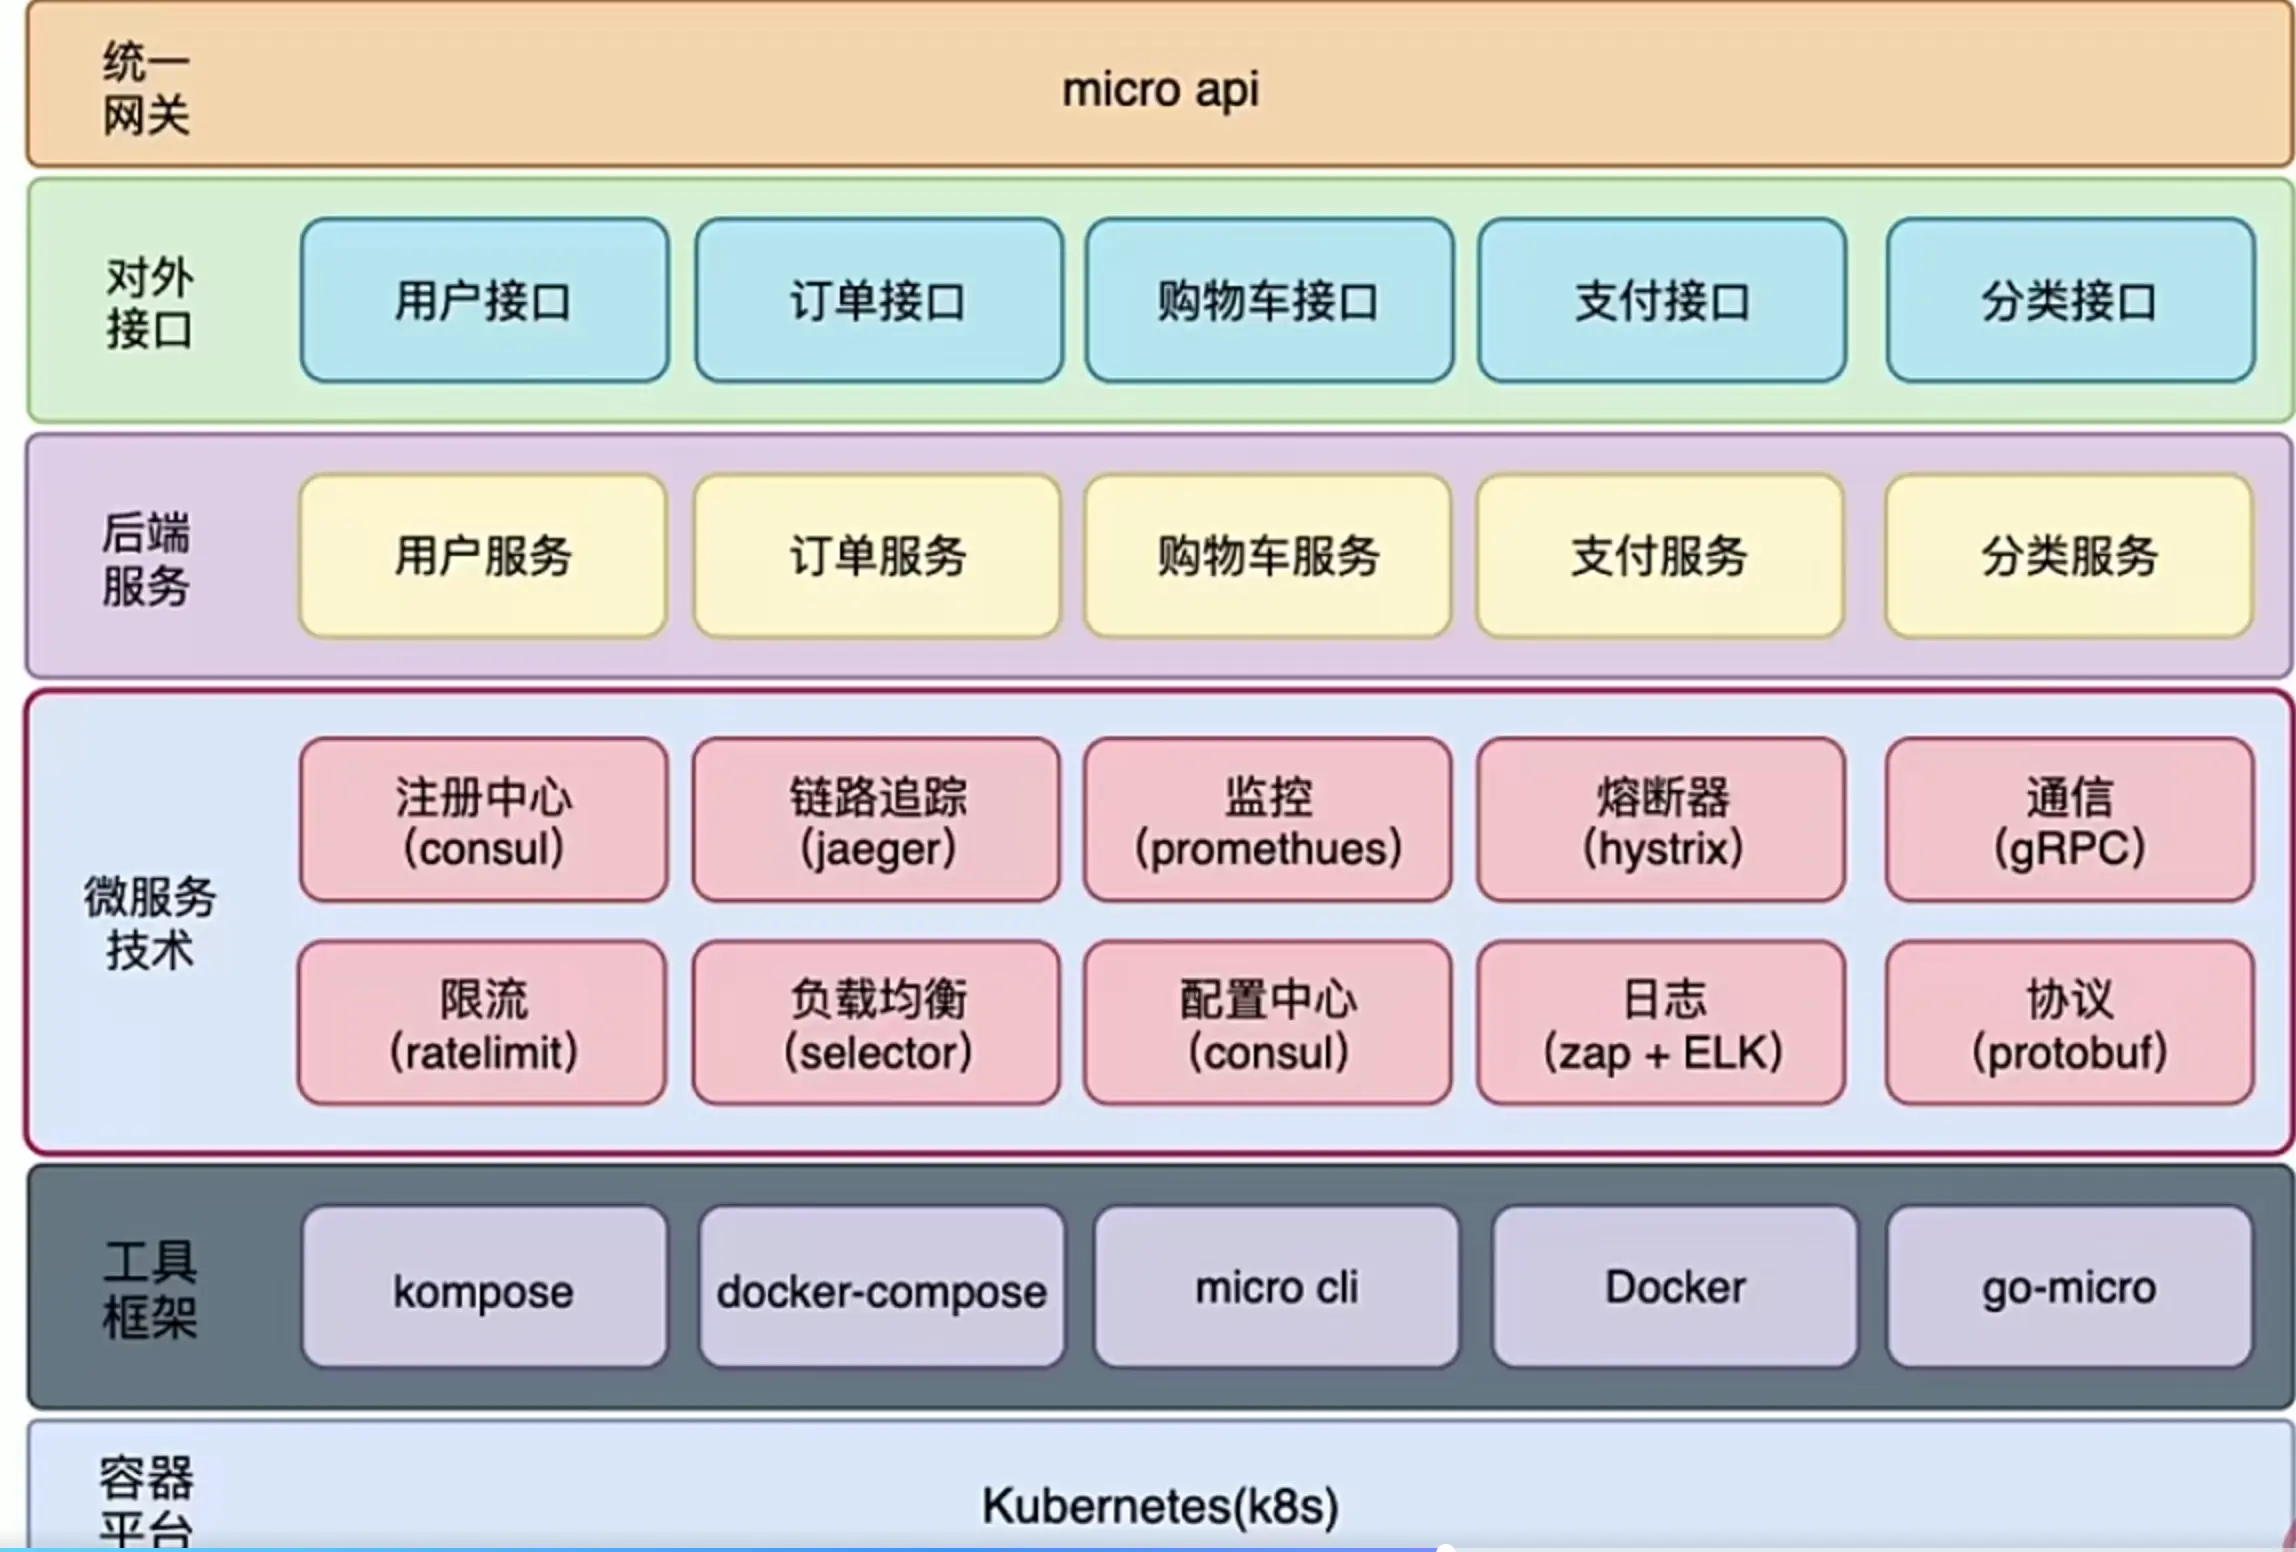 统一
网关
micro api
对外
接口
用户接口
订单接口
购物车接口
支付接口
分类接口
后端
服务
用户服务
订单服务
购物车服务
支付服务
分类服务
微服务
技术
注册中心
(consul)
链路追踪
(jaeger)
监控
(promethues)
熔断器
(hystrix)
通信
(gRPC)
限流
(ratelimit)
负载均衡
(selector)
配置中心
(consul)
日志
(zap + ELK)
协议
(protobuf)
工具
框架
kompose
docker-compose
micro cli
Docker
go-micro
容器
平台
Kubernetes(k8s)